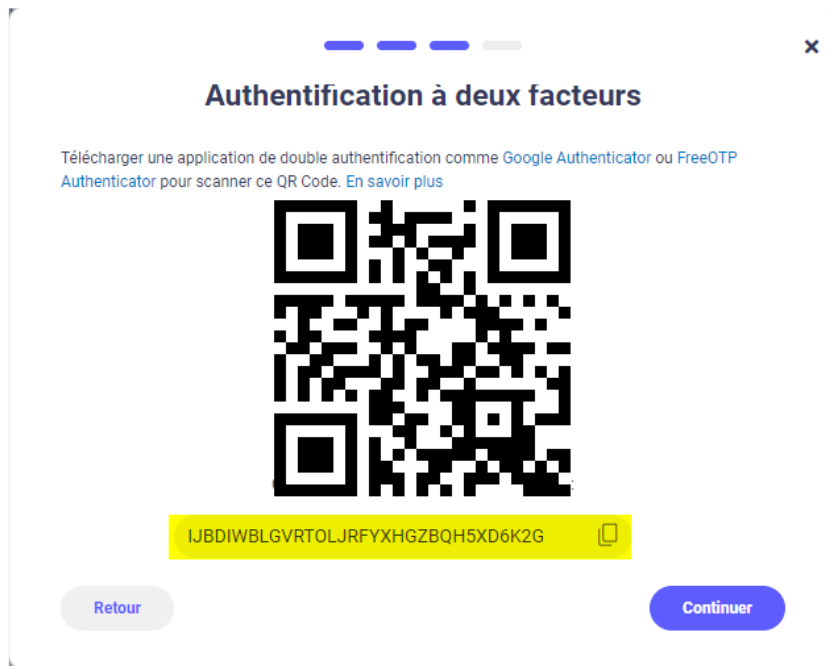 Authentification à deux facteurs
Télécharger une application de double authentification comme Google Authenticator ou FreeOTP
Authenticator pour scanner ce QR Code. En savoir plus
IJBDIWBLGVRTOLJRFYXHGZBQH5XD6K2G
Retour
Continuer